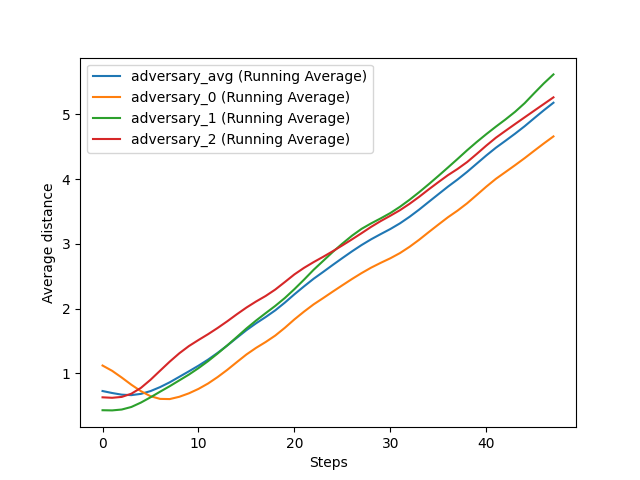 adversary_avg (Running Average)
adversary_0 (Running Average)
adversary_1 (Running Average)
adversary_2 (Running Average)
Average distance
5
4
3
2
1
0 10 20 30 40
Steps